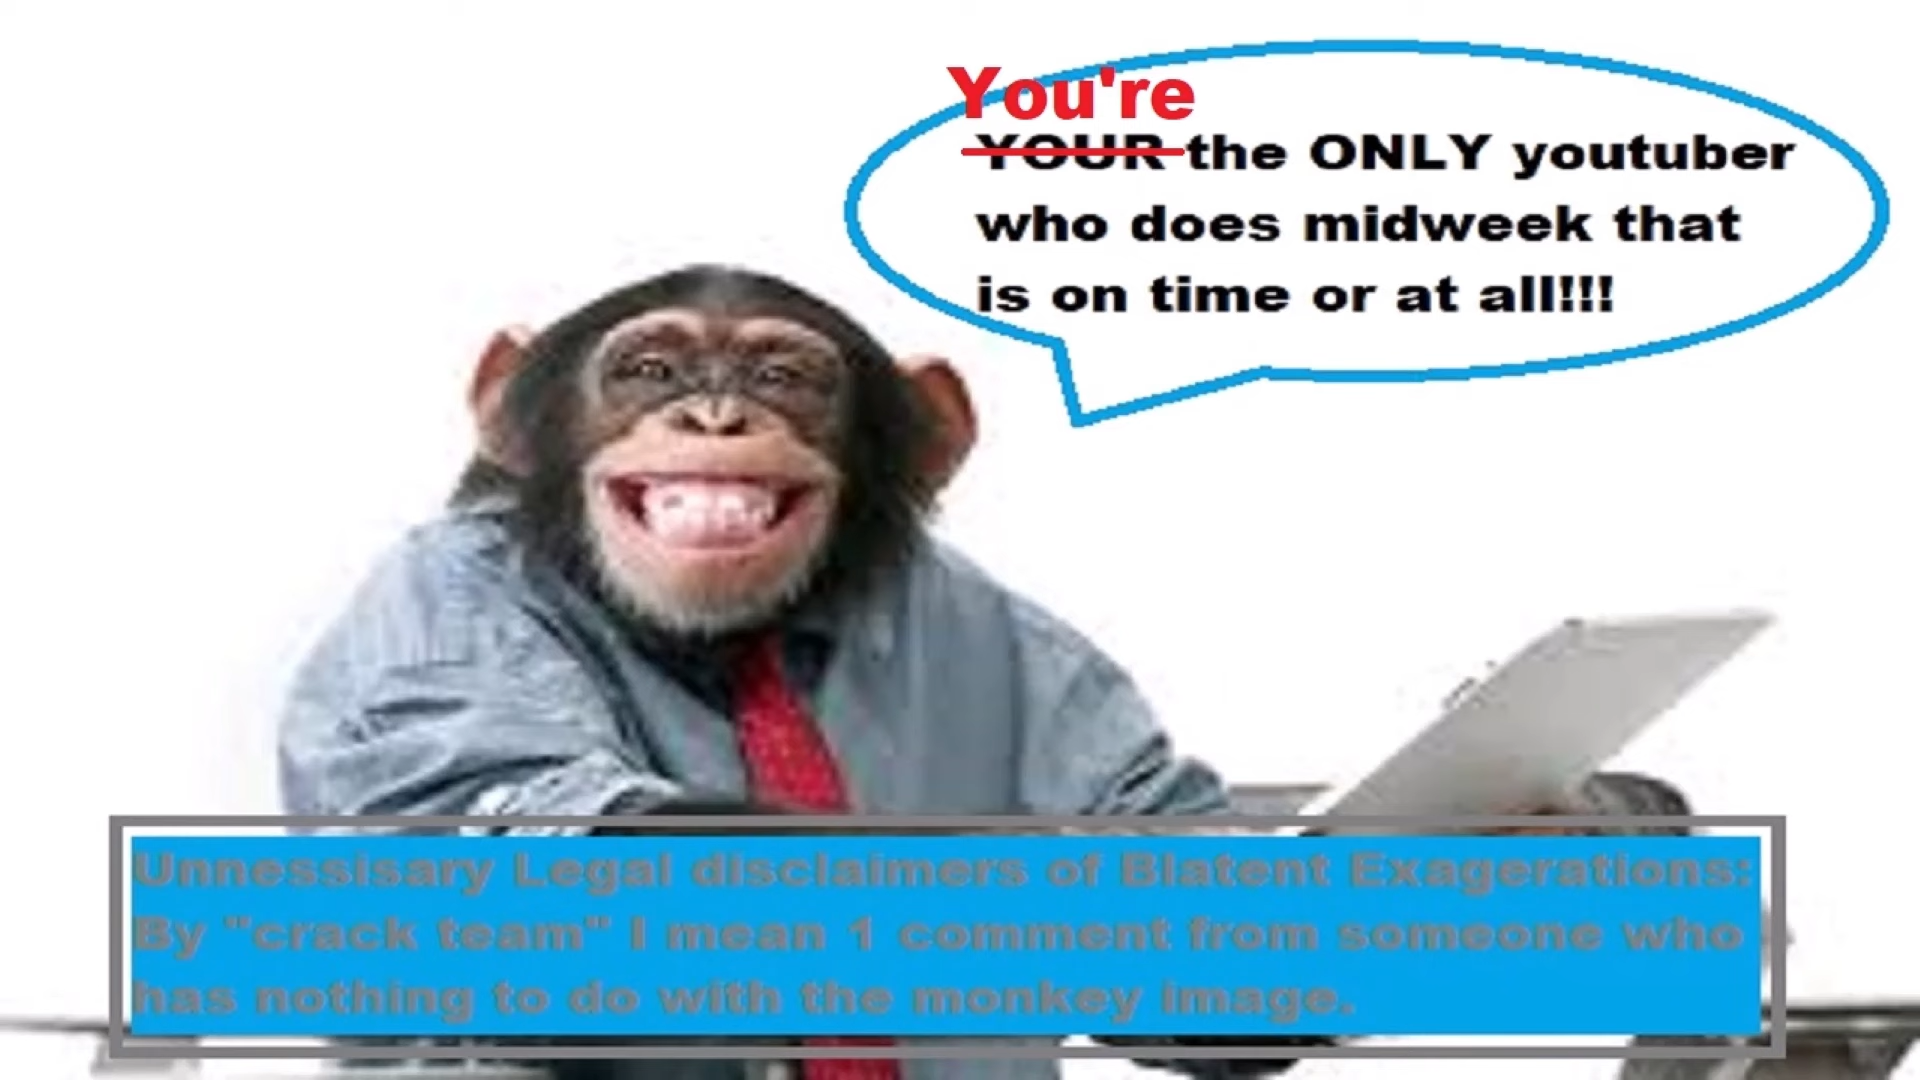 You're
YOUR the ONLY youtuber
who does midweek that
is on time or at all!!!
Unnessisary Legal disclaimers of Blatent Exagerations:
By "crack team" I mean 1 comment from someone who
has nothing to do with the monkey image.